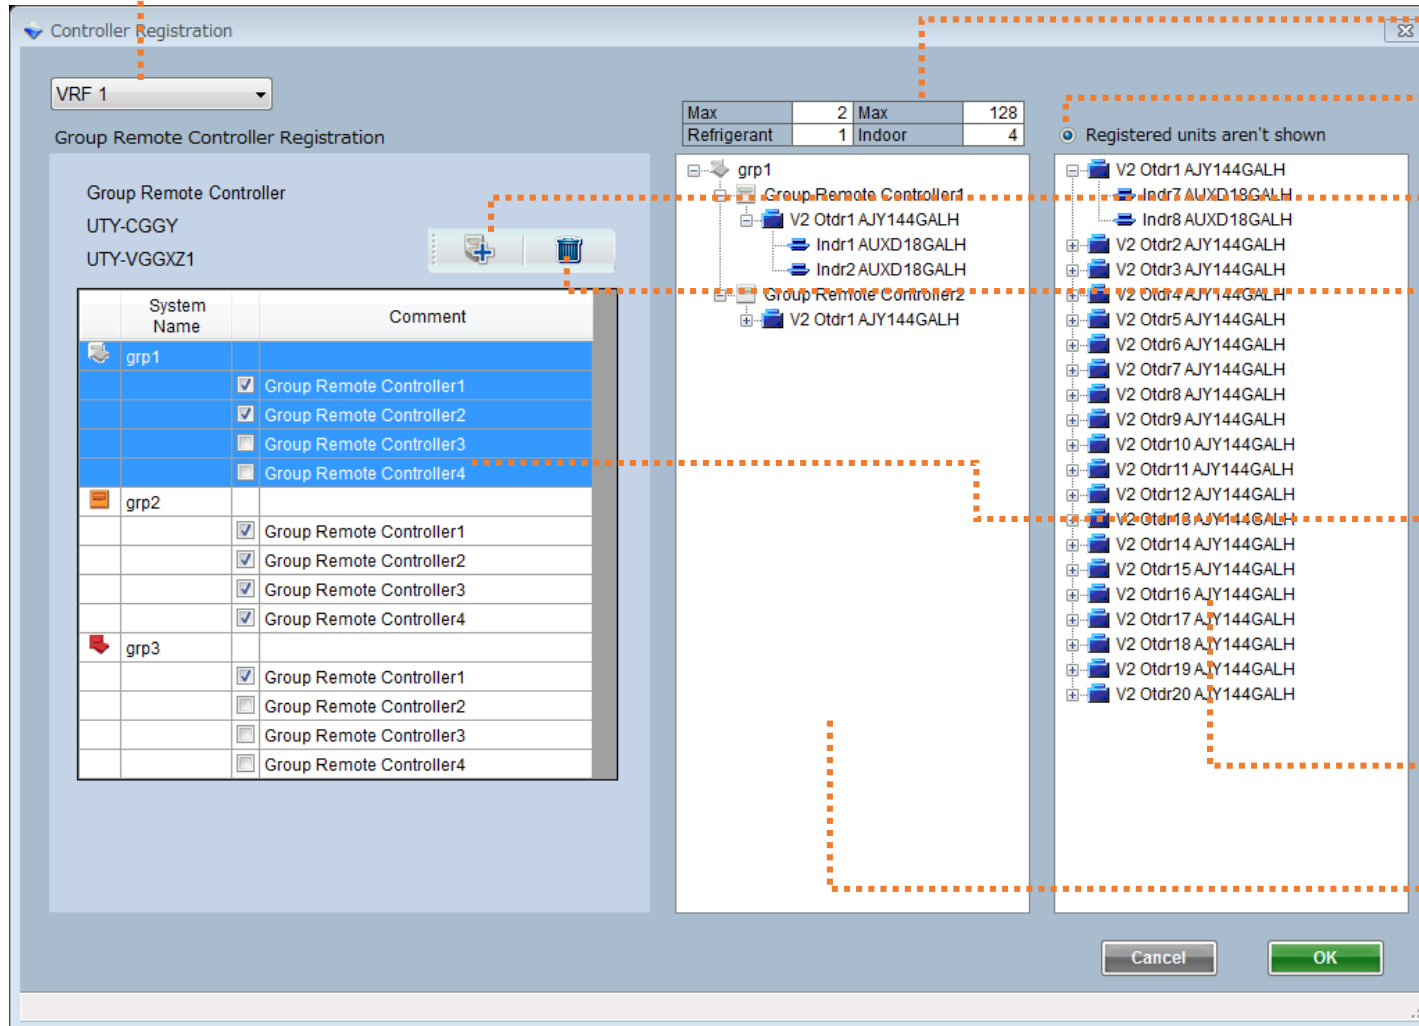 Controller Registration
VRF 1
Group Remote Controller Registration
Group Remote Controller
UTY-CGGY
UTY-VGGXZ1
System Name Comment
grp1
Group Remote Controller1
Group Remote Controller2
Group Remote Controller3
Group Remote Controller4
grp2
Group Remote Controller1
Group Remote Controller2
Group Remote Controller3
Group Remote Controller4
grp3
Group Remote Controller1
Group Remote Controller2
Group Remote Controller3
Group Remote Controller4
Max 2 Max 128
Refrigerant 1 Indoor 4
grp1
Group Remote Controller1
V2 Otdr1 AJY144GALH
Indr1 AUXD18GALH
Indr2 AUXD18GALH
Group Remote Controller2
V2 Otdr1 AJY144GALH
Registered units aren't shown
V2 Otdr1 AJY144GALH
Indr7 AUXD18GALH
Indr8 AUXD18GALH
V2 Otdr2 AJY144GALH
V2 Otdr3 AJY144GALH
V2 Otdr4 AJY144GALH
V2 Otdr5 AJY144GALH
V2 Otdr6 AJY144GALH
V2 Otdr7 AJY144GALH
V2 Otdr8 AJY144GALH
V2 Otdr9 AJY144GALH
V2 Otdr10 AJY144GALH
V2 Otdr11 AJY144GALH
V2 Otdr12 AJY144GALH
V2 Otdr13 AJY144GALH
V2 Otdr14 AJY144GALH
V2 Otdr15 AJY144GALH
V2 Otdr16 AJY144GALH
V2 Otdr17 AJY144GALH
V2 Otdr18 AJY144GALH
V2 Otdr19 AJY144GALH
V2 Otdr20 AJY144GALH
Cancel OK